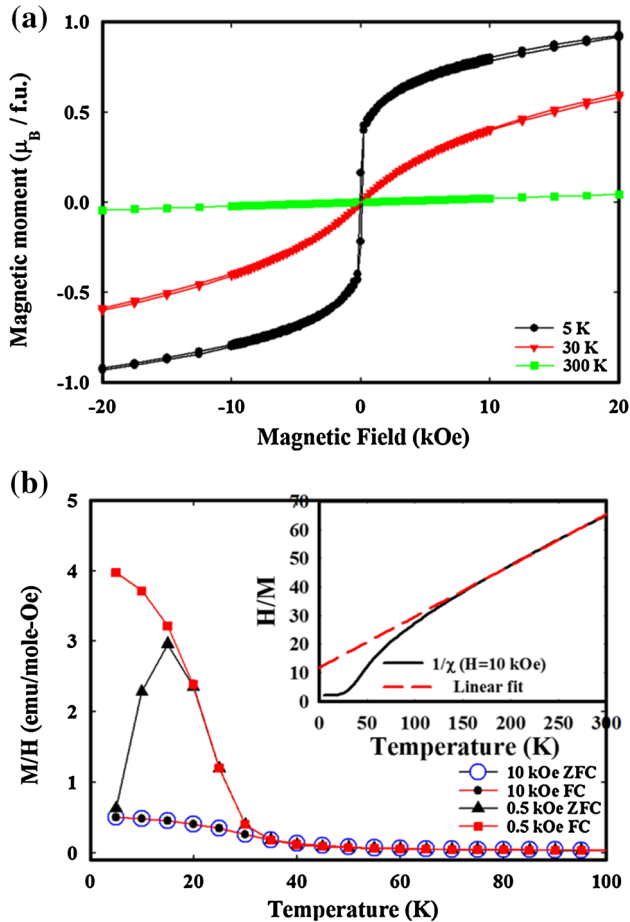 (a)
1.0
0.5
0.0
-0.5
-1.0
Magnetic moment (μB / f.u.)
5 K
30 K
300 K
-20 -10 0 10 20
Magnetic Field (kOe)
(b)
5
4
3
2
1
0
M/H (emu/mole-Oe)
70
60
50
40
30
20
10
0
H/M
1/χ (H=10 kOe)
Linear fit
0 50 100 150 200 250 300
Temperature (K)
10 kOe ZFC
10 kOe FC
0.5 kOe ZFC
0.5 kOe FC
0 20 40 60 80 100
Temperature (K)